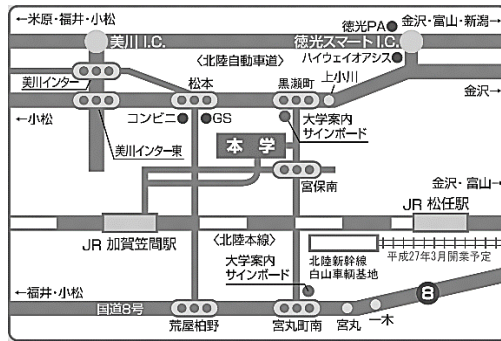 ←米原・福井・小松
美川I.C.
徳光PA
金沢・富山・新潟→
徳光スマートI.C.
〈北陸自動車道〉
ハイウェイオアシス
美川インター
松本
黒瀬町
上小川
金沢→
←小松
コンビニ
GS
大学案内
サインボード
美川インター東
本 学
宮保南
金沢・富山→
JR 松任駅
JR 加賀笠間駅
〈北陸本線〉
北陸新幹線
白山車輌基地
平成27年3月開業予定
大学案内
サインボード
←福井・小松
国道8号
8
荒屋柏野
宮丸町南
宮丸
一木